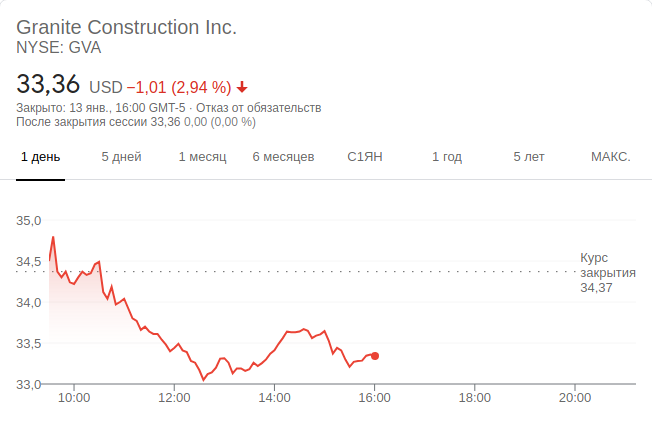 Granite Construction Inc.
NYSE: GVA
33,36 USD −1,01 (2,94 %)
Закрыто: 13 янв., 16:00 GMT-5 · Отказ от обязательств
После закрытия сессии 33,36 0,00 (0,00 %)
1 день 5 дней 1 месяц 6 месяцев С1ЯН 1 год 5 лет МАКС.
35,0
34,5
34,0
33,5
33,0
Курс
закрытия
34,37
10:00 12:00 14:00 16:00 18:00 20:00